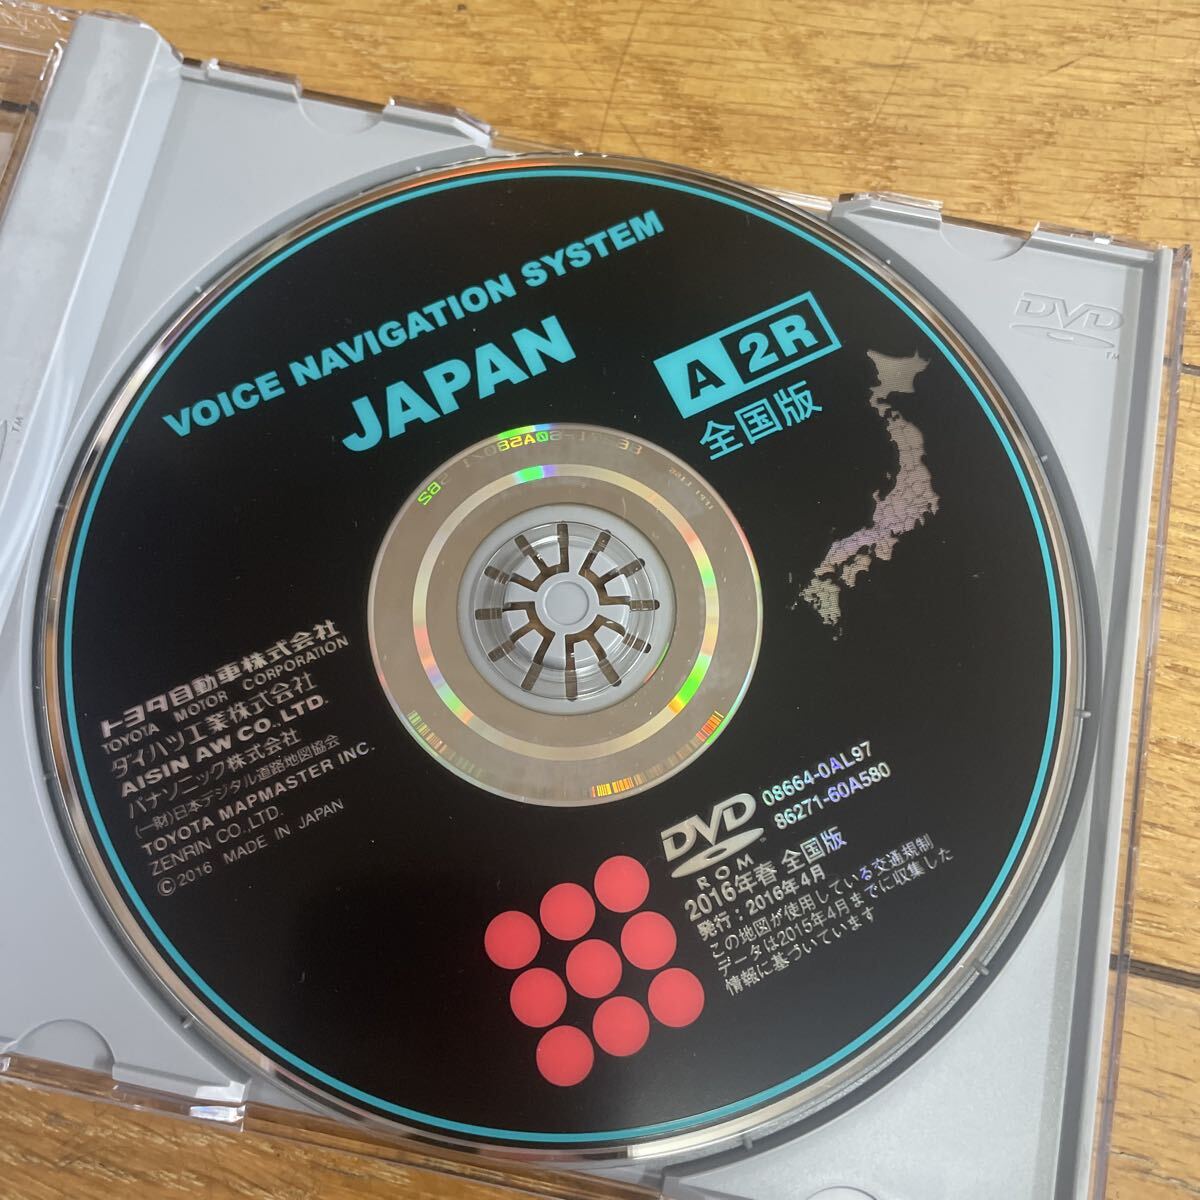 VOICE NAVIGATION SYSTEM
JAPAN
A 2R
全国版
DVD
TM
62
トヨタ自動車株式会社
TOYOTA MOTOR CORPORATION
ダイハツ工業株式会社
AISIN AW CO., LTD.
パナソニック株式会社
(一財)日本デジタル道路地図協会
TOYOTA MAPMASTER INC.
ZENRIN CO., LTD.
©2016 MADE IN JAPAN
DVD
ROM
08664-0AL97
86271-60A580
2016年春 全国版
発行:2016年4月
この地図が使用している交通規制
データは2015年4月までに収集した
情報に基づいています